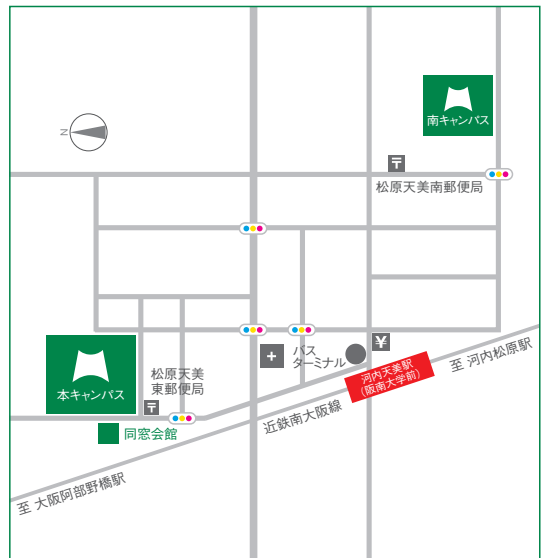 南キャンパス
N
〒
松原天美南郵便局
¥
バス
ターミナル
+
河内天美駅
（阪南大学前）
至 河内松原駅
松原天美
東郵便局
本キャンパス
〒
近鉄南大阪線
同窓会館
至 大阪阿部野橋駅